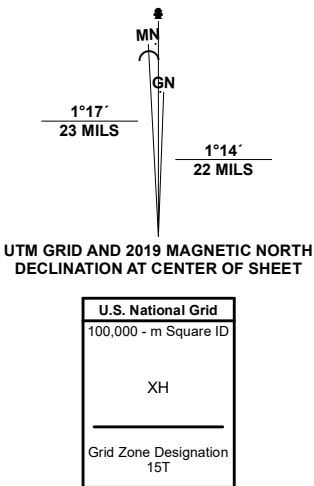 MN
GN
1°17´
23 MILS
1°14´
22 MILS
UTM GRID AND 2019 MAGNETIC NORTH
DECLINATION AT CENTER OF SHEET
U.S. National Grid
100,000 - m Square ID
XH
Grid Zone Designation
15T